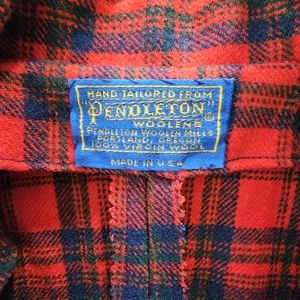 HAND TAILORED FROM
"PENDLETON"
WOOLENS
PENDLETON WOOLEN MILLS
PORTLAND, OREGON
100% VIRGIN WOOL
MADE IN U.S.A